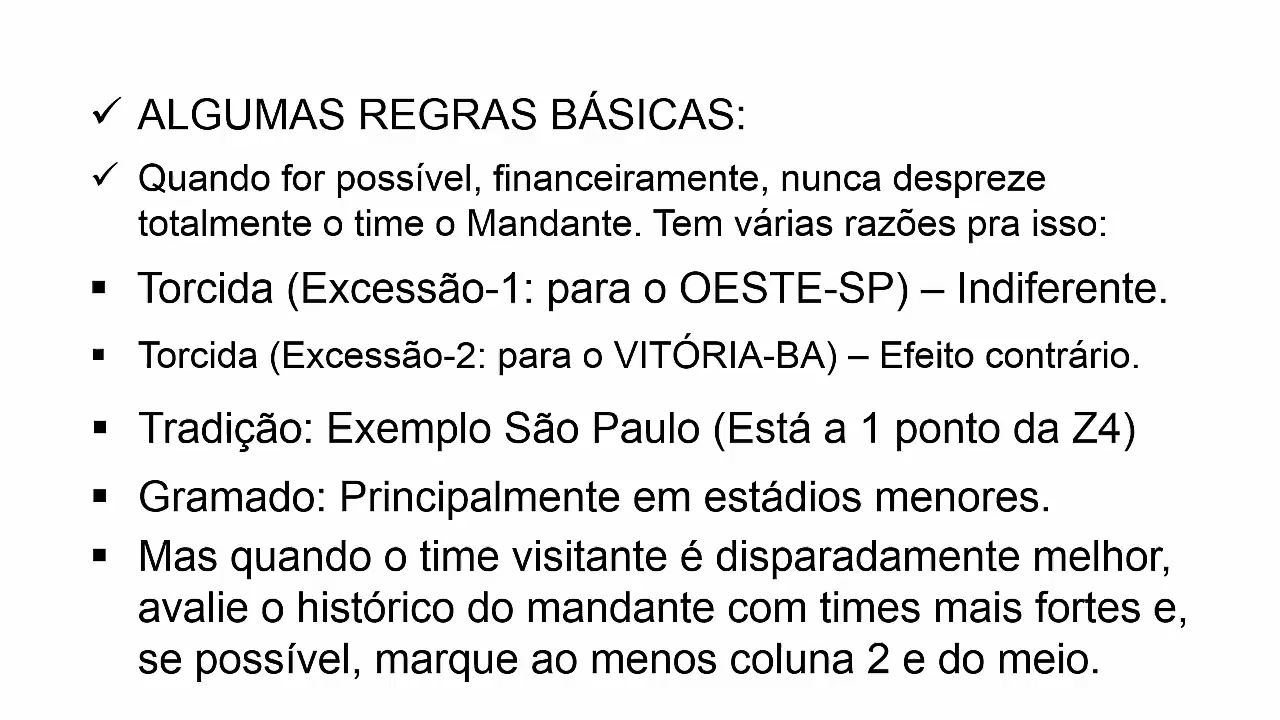 ✓ ALGUMAS REGRAS BÁSICAS:
✓ Quando for possível, financeiramente, nunca despreze
totalmente o time o Mandante. Tem várias razões pra isso:
▪ Torcida (Excessão-1: para o OESTE-SP) – Indiferente.
▪ Torcida (Excessão-2: para o VITÓRIA-BA) – Efeito contrário.
▪ Tradição: Exemplo São Paulo (Está a 1 ponto da Z4)
▪ Gramado: Principalmente em estádios menores.
▪ Mas quando o time visitante é disparadamente melhor,
avalie o histórico do mandante com times mais fortes e,
se possível, marque ao menos coluna 2 e do meio.